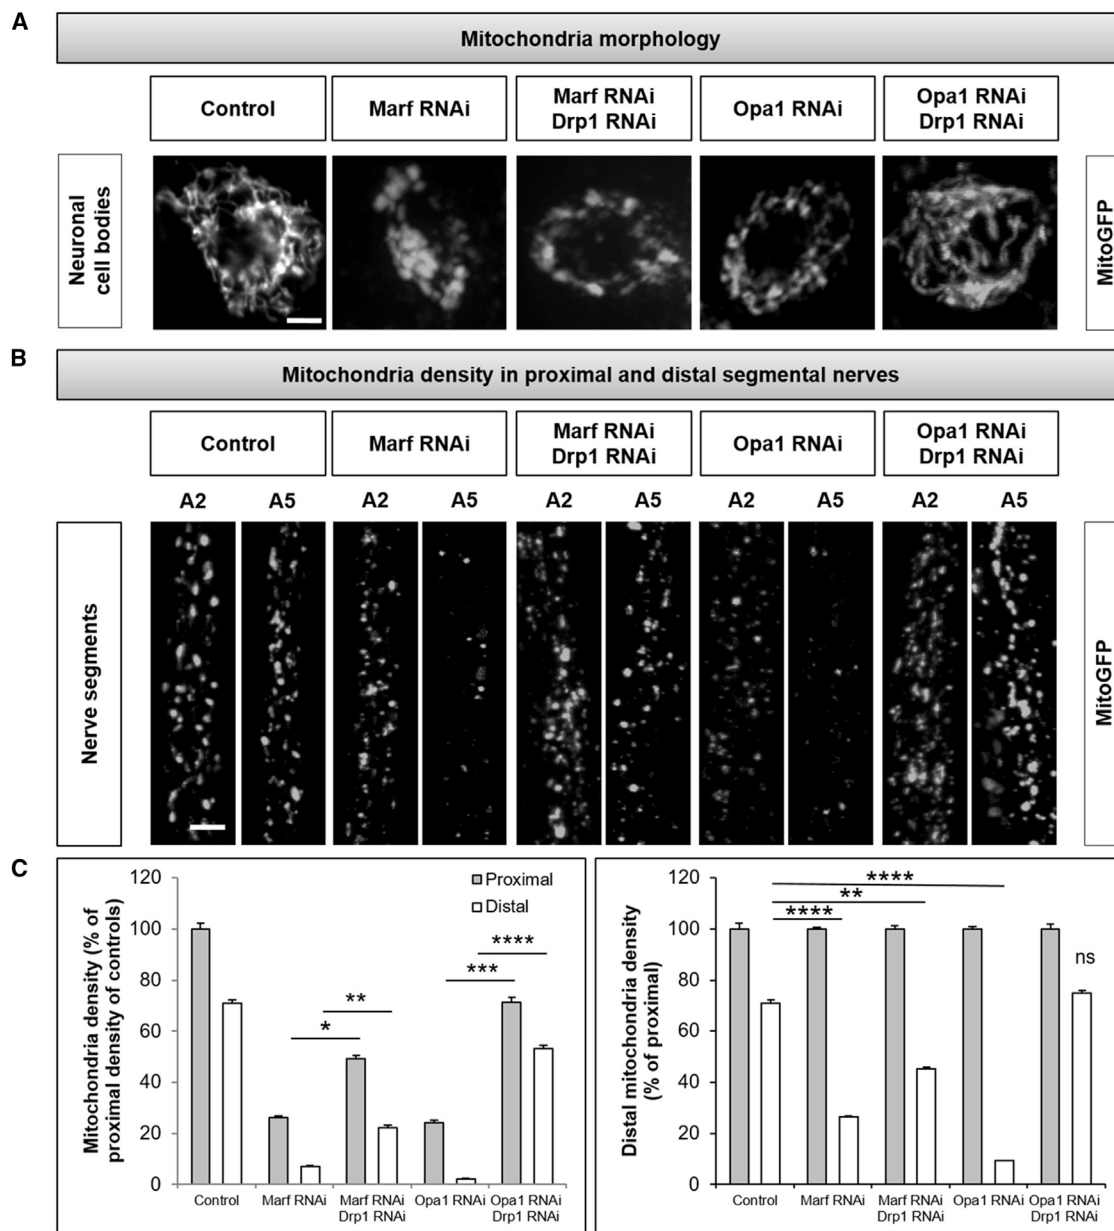 A
Mitochondria morphology
Control
Marf RNAi
Marf RNAi
Drp1 RNAi
Opa1 RNAi
Opa1 RNAi
Drp1 RNAi
Neuronal
cell bodies
MitoGFP
B
Mitochondria density in proximal and distal segmental nerves
Control
Marf RNAi
Marf RNAi
Drp1 RNAi
Opa1 RNAi
Opa1 RNAi
Drp1 RNAi
A2 A5 A2 A5 A2 A5 A2 A5 A2 A5
Nerve segments
MitoGFP
C
Mitochondria density (% of
proximal density of controls)
120
100
80
60
40
20
0
Proximal
Distal
*
**
***
****
Control
Marf RNAi
Marf RNAi
Drp1 RNAi
Opa1 RNAi
Opa1 RNAi
Drp1 RNAi
Distal mitochondria density
(% of proximal)
120
100
80
60
40
20
0
****
**
****
ns
Control
Marf RNAi
Marf RNAi
Drp1 RNAi
Opa1 RNAi
Opa1 RNAi
Drp1 RNAi